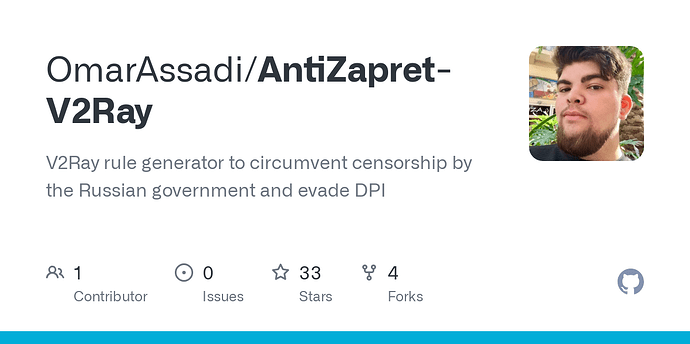 OmarAssadi/AntiZapret-
V2Ray
V2Ray rule generator to circumvent censorship by
the Russian government and evade DPI
1 0 33 4
Contributor Issues Stars Forks